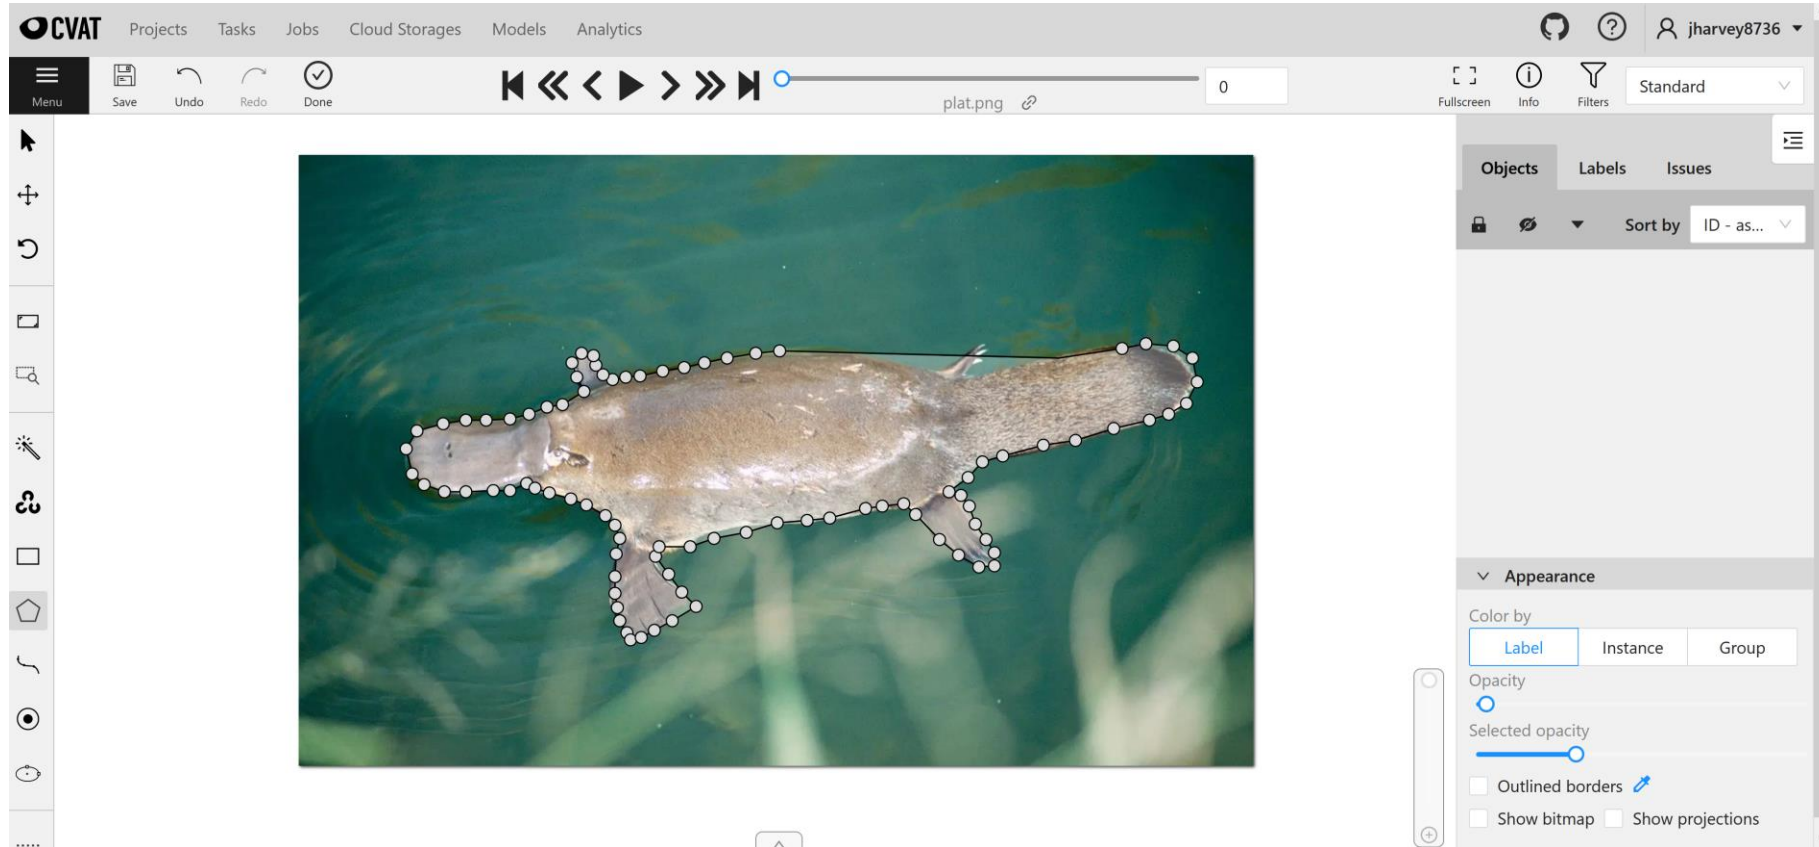 CVAT Projects Tasks Jobs Cloud Storages Models Analytics jharvey8736
Menu Save Undo Redo Done 0 Fullscreen Info Filters Standard
plat.png
Objects Labels Issues
Sort by ID - as...
Appearance
Color by
Label Instance Group
Opacity
Selected opacity
Outlined borders
Show bitmap Show projections